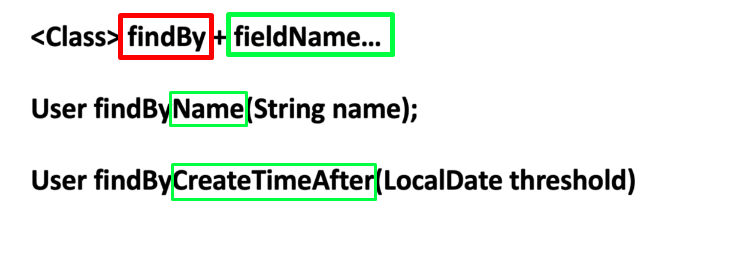 <Class> findBy + fieldName...
User findByName(String name);
User findByCreateTimeAfter(LocalDate threshold)